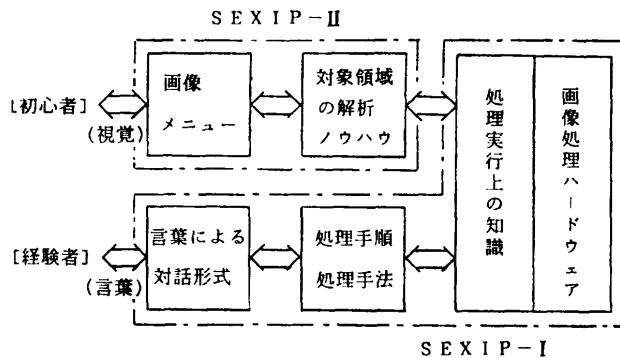 SEXIP-II
[初心者]
(視覚)
画像
メニュー
対象領域
の解析
ノウハウ
処理実行上の知識
画像処理ハードウェア
[経験者]
(言葉)
言葉による
対話形式
処理手順
処理手法
SEXIP-I